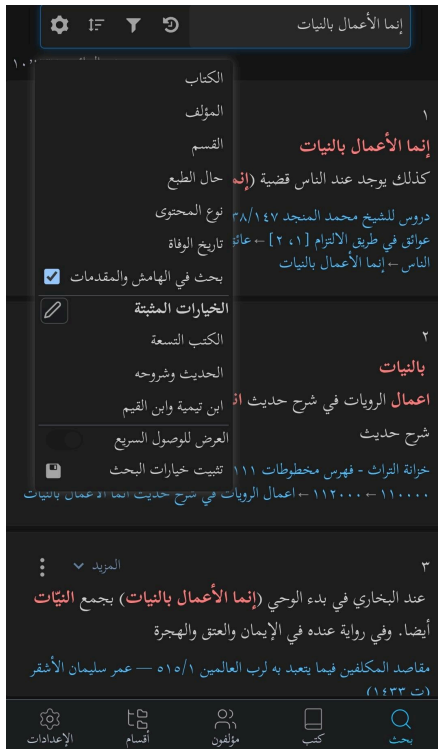 إنما الأعمال بالنيات
الكتاب
المؤلف
القسم
حال الطبع
نوع المحتوى
تاريخ الوفاة
بحث في الهامش والمقدمات
الخيارات المثبتة
الكتب التسعة
الحديث وشروحه
ابن تيمية وابن القيم
العرض للوصول السريع
تثبيت خيارات البحث
١
إنما الأعمال بالنيات
كذلك يوجد عند الناس قضية (إنم
دروس للشيخ محمد المنجد ٣٨/١٤٧
عوائق في طريق الالتزام [١، ٢] ← عائق
الناس ← إنما الأعمال بالنيات
٢
بالنيات
اعمال الرويات في شرح حديث
شرح حديث
خزانة التراث - فهرس مخطوطات ١١١
١١٠٠٠٠ ← ١١٢٠٠٠ ← اعمال الرويات في شرح حديث انما الاعمال بالنيات
٣
المزيد
عند البخاري في بدء الوحي (إنما الأعمال بالنيات) بجمع النيّات
أيضا. وفي رواية عنده في الإيمان والعتق والهجرة
مقاصد المكلفين فيما يتعبد به لرب العالمين ٥١٥/١ — عمر سليمان الأشقر
(ت ١٤٣٣)
بحث
كتب
مؤلفون
أقسام
الإعدادات